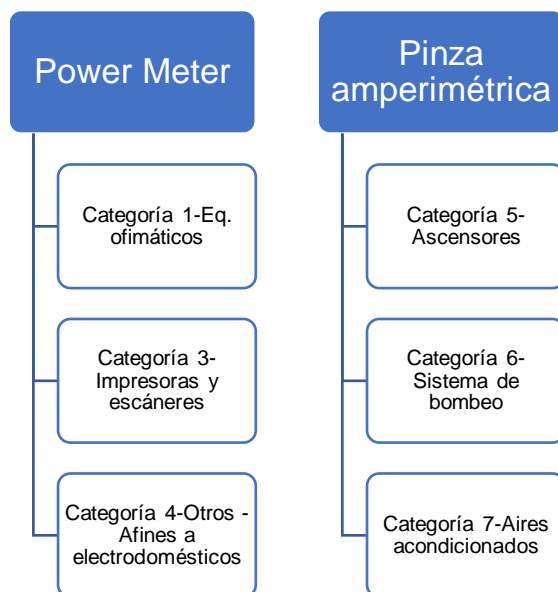 Power Meter
Categoría 1-Eq.
ofimáticos
Categoría 3-
Impresoras y
escáneres
Categoría 4-Otros -
Afines a
electrodomésticos
Pinza
amperimétrica
Categoría 5-
Ascensores
Categoría 6-
Sistema de
bombeo
Categoría 7-Aires
acondicionados